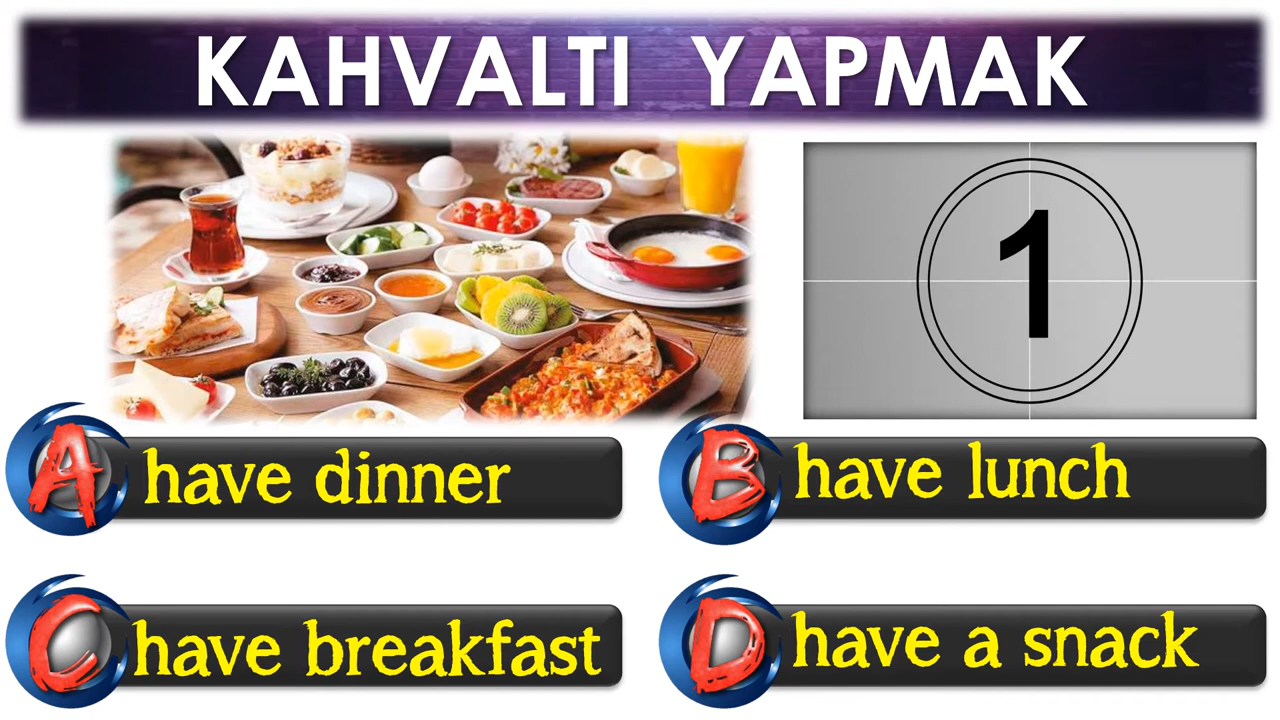 KAHVALTI YAPMAK
1
A have dinner
B have lunch
C have breakfast
D have a snack